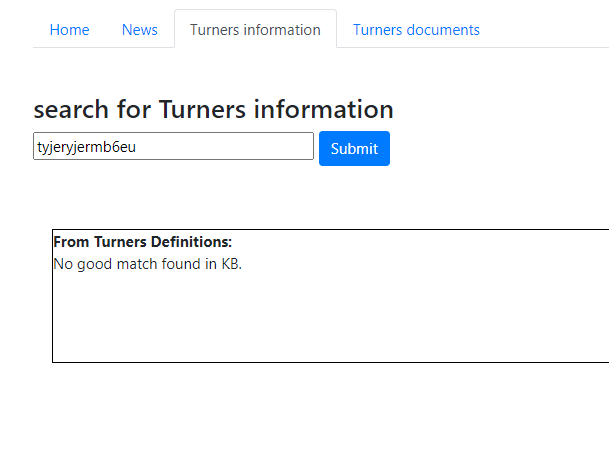 Home News Turners information Turners documents
search for Turners information
tyjeryjermb6eu Submit
From Turners Definitions:
No good match found in KB.